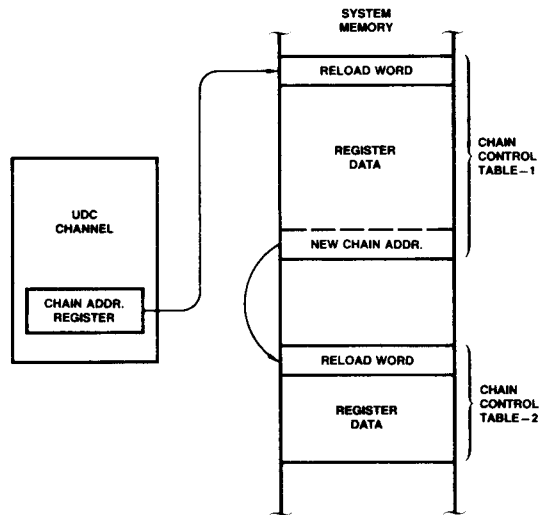 SYSTEM
MEMORY
RELOAD WORD
REGISTER
DATA
CHAIN
CONTROL
TABLE–1
UDC
CHANNEL
NEW CHAIN ADDR.
CHAIN ADDR.
REGISTER
RELOAD WORD
REGISTER
DATA
CHAIN
CONTROL
TABLE–2